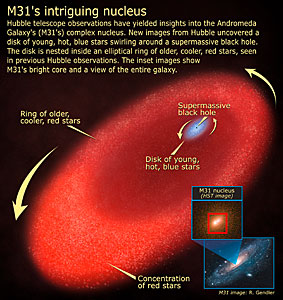 M31's intriguing nucleus
Hubble telescope observations have yielded insights into the Andromeda
Galaxy's (M31's) complex nucleus. New images from Hubble uncovered a
disk of young, hot, blue stars swirling around a supermassive black hole.
The disk is nested inside an elliptical ring of older, cooler, red stars, seen
in previous Hubble observations. The inset images show
M31's bright core and a view of the entire galaxy.
Supermassive
black hole
Ring of older,
cooler, red stars
Disk of young,
hot, blue stars
M31 nucleus
(HST image)
Concentration
of red stars
M31 image: R. Gendler